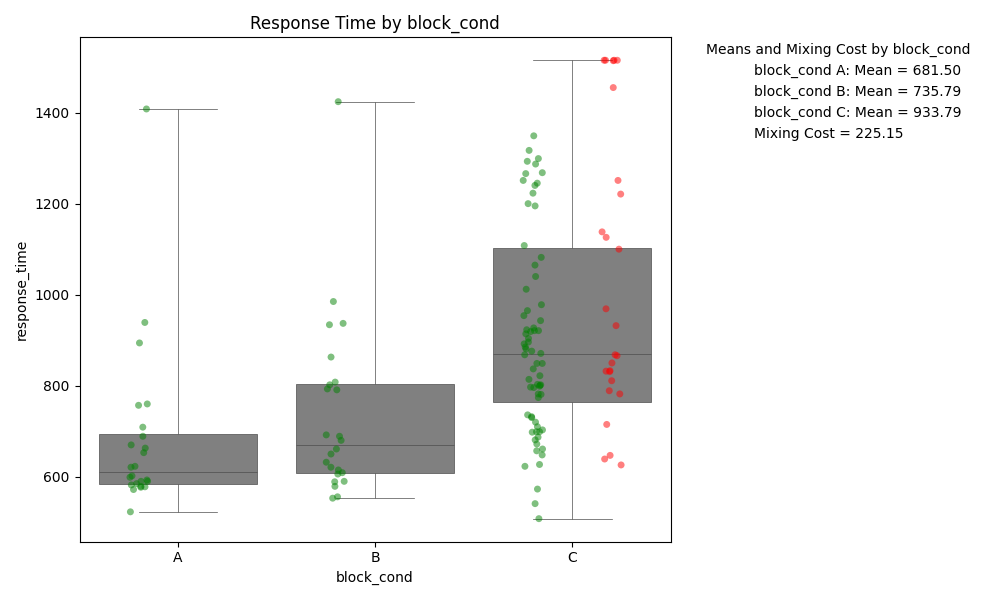 Response Time by block_cond
Means and Mixing Cost by block_cond
block_cond A: Mean = 681.50
block_cond B: Mean = 735.79
block_cond C: Mean = 933.79
Mixing Cost = 225.15
response_time
1400
1200
1000
800
600
A B C
block_cond